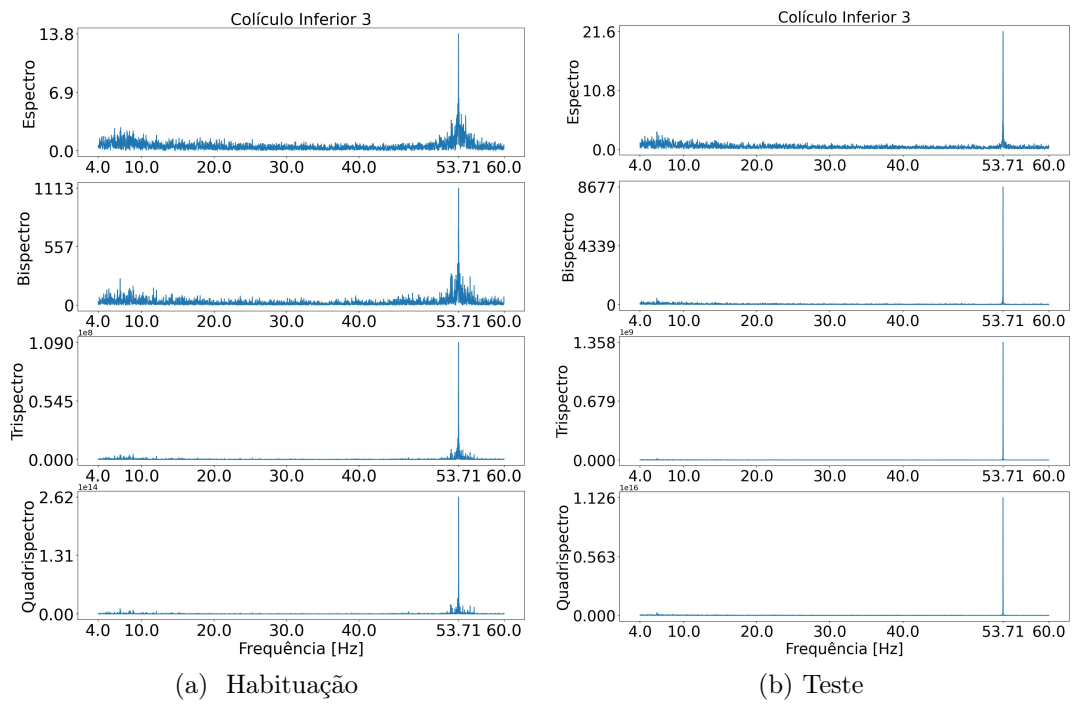 Colículo Inferior 3
13.8
6.9
0.0
Espectro
4.0 10.0 20.0 30.0 40.0 53.71 60.0
1113
557
0
Bispectro
4.0 10.0 20.0 30.0 40.0 53.71 60.0
1e8
1.090
0.545
0.000
Trispectro
4.0 10.0 20.0 30.0 40.0 53.71 60.0
1e14
2.62
1.31
0.00
Quadrispectro
4.0 10.0 20.0 30.0 40.0 53.71 60.0
Frequência [Hz]
(a) Habituação
Colículo Inferior 3
21.6
10.8
0.0
Espectro
4.0 10.0 20.0 30.0 40.0 53.71 60.0
8677
4339
0
Bispectro
4.0 10.0 20.0 30.0 40.0 53.71 60.0
1e9
1.358
0.679
0.000
Trispectro
4.0 10.0 20.0 30.0 40.0 53.71 60.0
1e16
1.126
0.563
0.000
Quadrispectro
4.0 10.0 20.0 30.0 40.0 53.71 60.0
Frequência [Hz]
(b) Teste